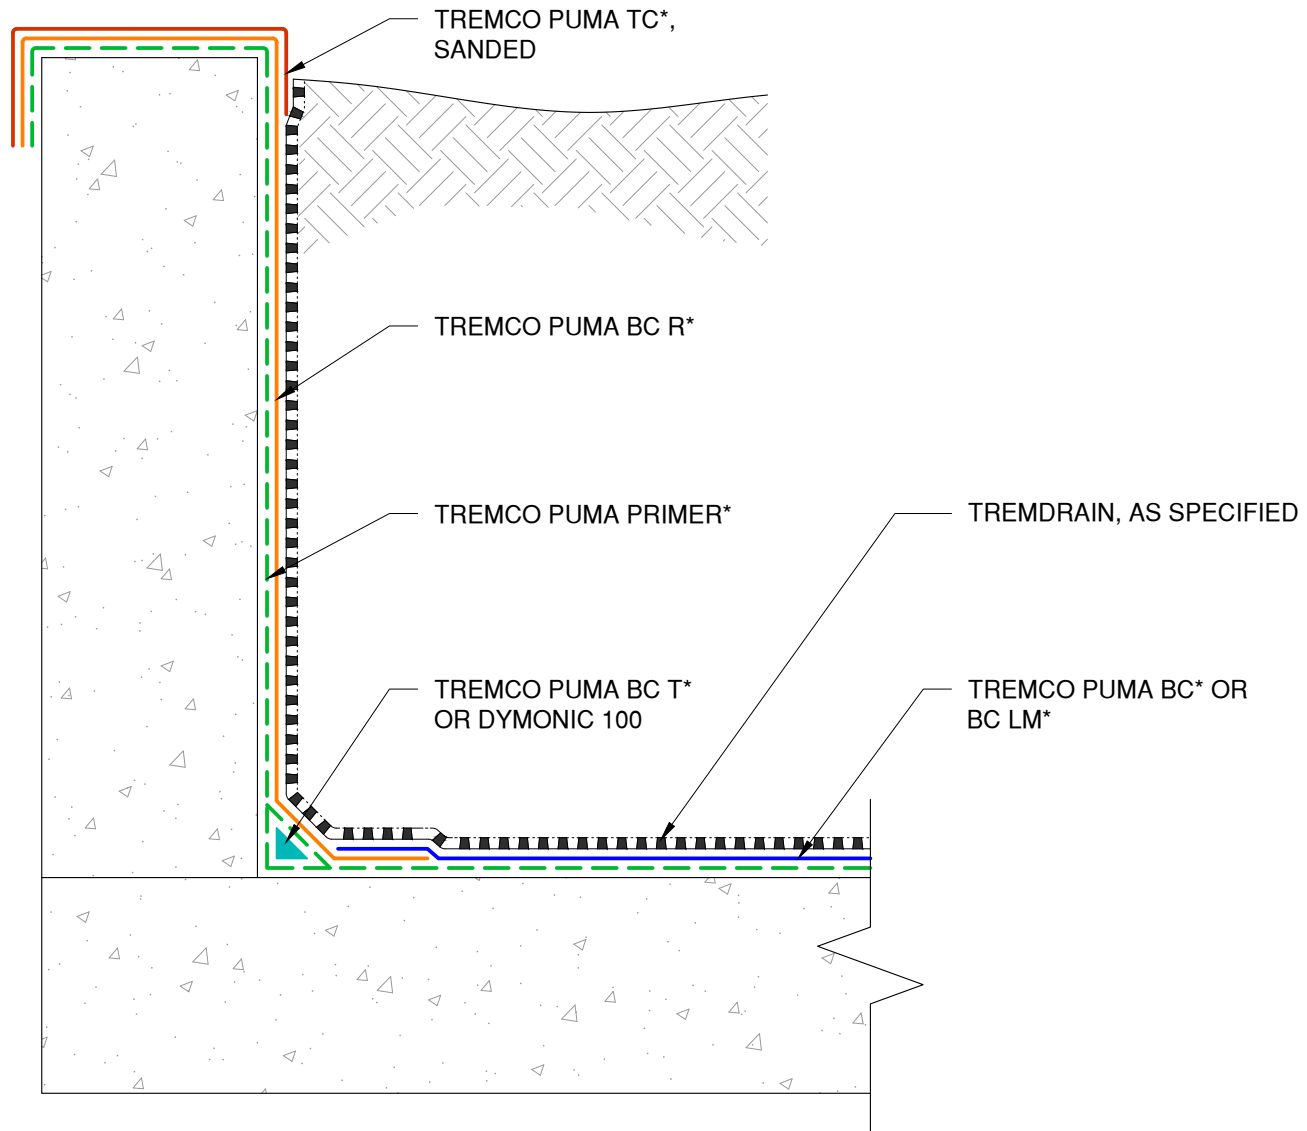 TREMCO PUMA TC*,
SANDED
TREMCO PUMA BC R*
TREMCO PUMA PRIMER*
TREMDRAIN, AS SPECIFIED
TREMCO PUMA BC T*
OR DYMONIC 100
TREMCO PUMA BC* OR
BC LM*